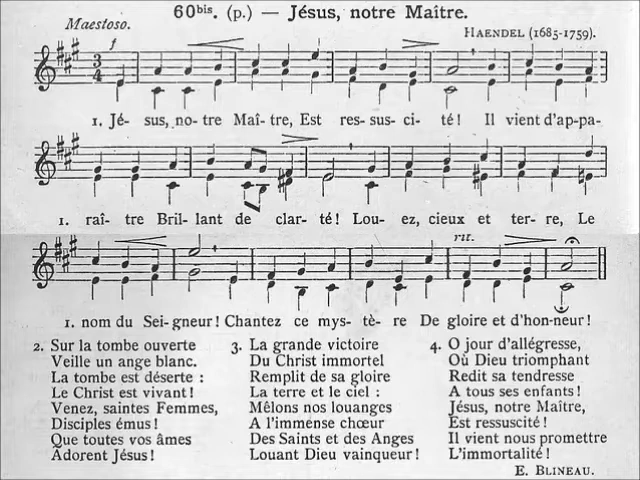 60bis. (p.) — Jésus, notre Maître.
Maestoso.
HAENDEL (1685-1759).
f
3
4
1. Jé- sus, no- tre Maî- tre, Est res- sus- ci- té! Il vient d'ap- pa-
1. raî- tre Bril- lant de clar- té! Lou- ez, cieux et ter- re, Le
rit.
1. nom du Sei- gneur! Chantez ce mys- tè- re De gloire et d'hon- neur!
2. Sur la tombe ouverte
Veille un ange blanc.
La tombe est déserte :
Le Christ est vivant!
Venez, saintes Femmes,
Disciples émus!
Que toutes vos âmes
Adorent Jésus!
3. La grande victoire
Du Christ immortel
Remplit de sa gloire
La terre et le ciel :
Mêlons nos louanges
A l'immense chœur
Des Saints et des Anges
Louant Dieu vainqueur!
4. O jour d'allégresse,
Où Dieu triomphant
Redit sa tendresse
A tous ses enfants!
Jésus, notre Maître,
Est ressuscité!
Il vient nous promettre
L'immortalité!
E. BLINEAU.